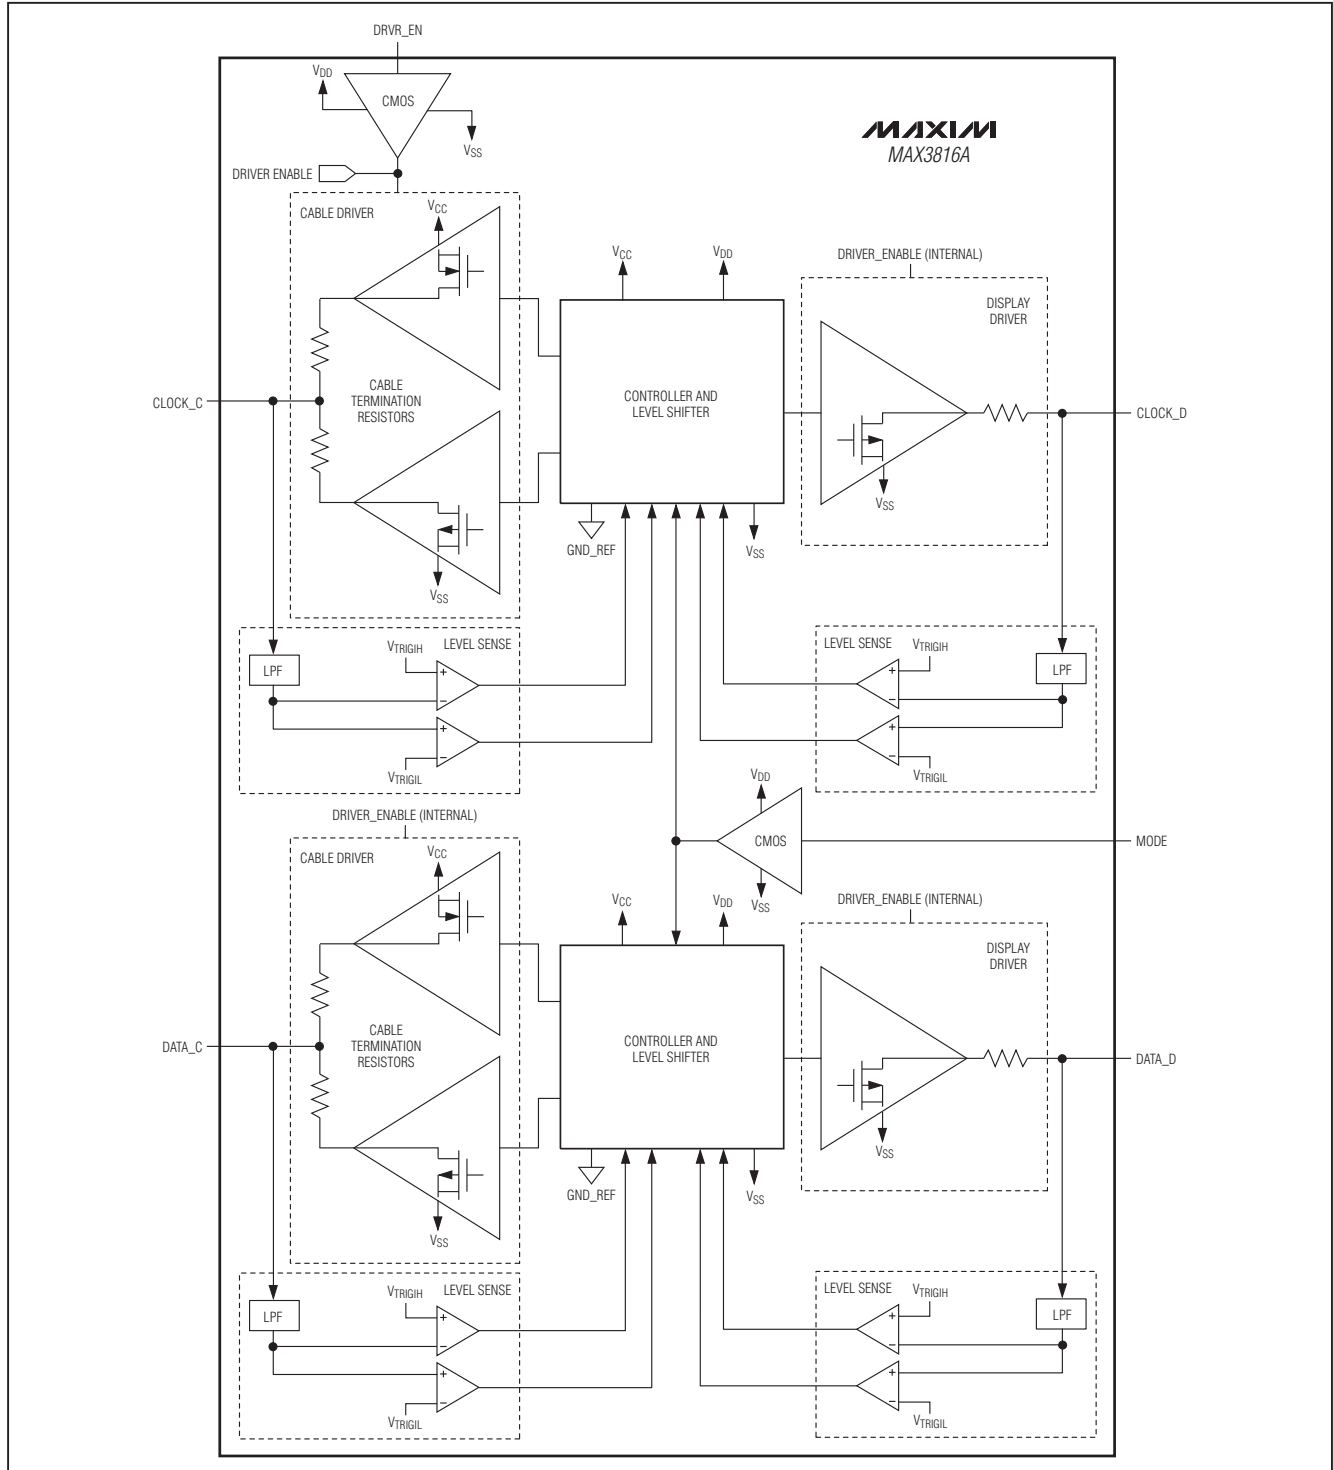 DRVR_EN
VDD
CMOS
VSS
MAXIM
MAX3816A
DRIVER ENABLE
CABLE DRIVER
VCC
VCC
VDD
DRIVER_ENABLE (INTERNAL)
DISPLAY
DRIVER
CABLE
TERMINATION
RESISTORS
CONTROLLER AND
LEVEL SHIFTER
CLOCK_C
CLOCK_D
VSS
GND_REF
VSS
VSS
LEVEL SENSE
VTRIGIH
LPF
+
−
+
−
VTRIGIL
LEVEL SENSE
VTRIGIH
LPF
+
−
+
−
VTRIGIL
VDD
CMOS
VSS
MODE
DRIVER_ENABLE (INTERNAL)
CABLE DRIVER
VCC
VCC
VDD
DRIVER_ENABLE (INTERNAL)
DISPLAY
DRIVER
CABLE
TERMINATION
RESISTORS
CONTROLLER AND
LEVEL SHIFTER
DATA_C
DATA_D
VSS
GND_REF
VSS
VSS
LEVEL SENSE
VTRIGIH
LPF
+
−
+
−
VTRIGIL
LEVEL SENSE
VTRIGIH
LPF
+
−
+
−
VTRIGIL